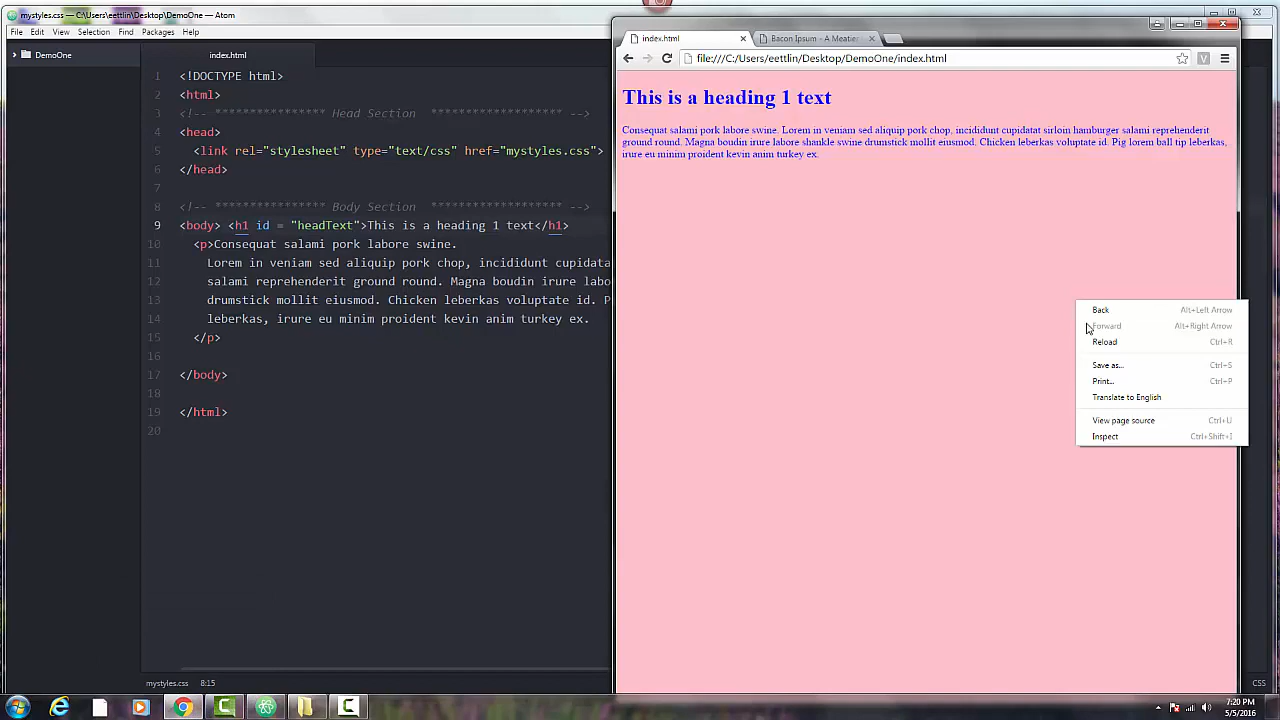 mystyles.css — C:\Users\eettlin\Desktop\DemoOne — Atom
File Edit View Selection Find Packages Help
DemoOne
index.html
1 <!DOCTYPE html>
2 <html>
3 <!-- *************** Head Section ****************** -->
4 <head>
5 <link rel="stylesheet" type="text/css" href="mystyles.css">
6 </head>
7
8 <!-- *************** Body Section ****************** -->
9 <body> <h1 id = "headText">This is a heading 1 text</h1>
10 <p>Consequat salami pork labore swine.
11 Lorem in veniam sed aliquip pork chop, incididunt cupidata
12 salami reprehenderit ground round. Magna boudin irure labo
13 drumstick mollit eiusmod. Chicken leberkas voluptate id. P
14 leberkas, irure eu minim proident kevin anim turkey ex.
15 </p>
16
17 </body>
18
19 </html>
20
mystyles.css 8:15
CSS
index.html
Bacon Ipsum - A Meatier
file:///C:/Users/eettlin/Desktop/DemoOne/index.html
This is a heading 1 text
Consequat salami pork labore swine. Lorem in veniam sed aliquip pork chop, incididunt cupidatat sirloin hamburger salami reprehenderit
ground round. Magna boudin irure labore shankle swine drumstick mollit eiusmod. Chicken leberkas voluptate id. Pig lorem ball tip leberkas,
irure eu minim proident kevin anim turkey ex.
Back Alt+Left Arrow
Forward Alt+Right Arrow
Reload Ctrl+R
Save as... Ctrl+S
Print... Ctrl+P
Translate to English
View page source Ctrl+U
Inspect Ctrl+Shift+I
7:20 PM
5/5/2016